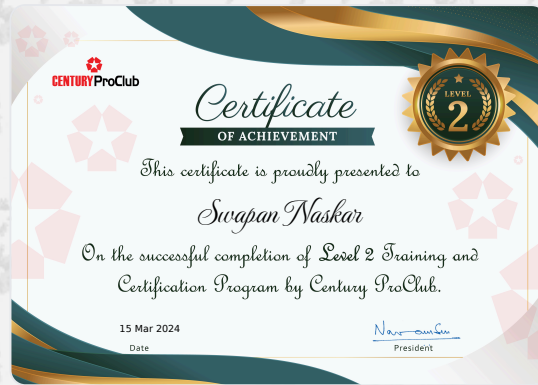 CENTURY ProClub
Certificate
OF ACHIEVEMENT
LEVEL
2
This certificate is proudly presented to
Swapan Naskar
On the successful completion of Level 2 Training and
Certification Program by Century ProClub.
15 Mar 2024
Date
President